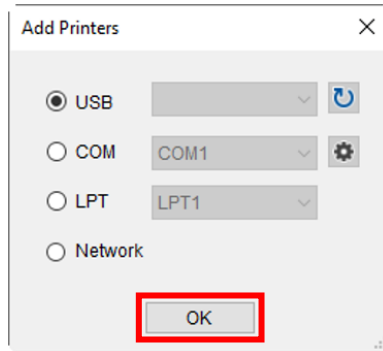 Add Printers
USB
COM COM1
LPT LPT1
Network
OK